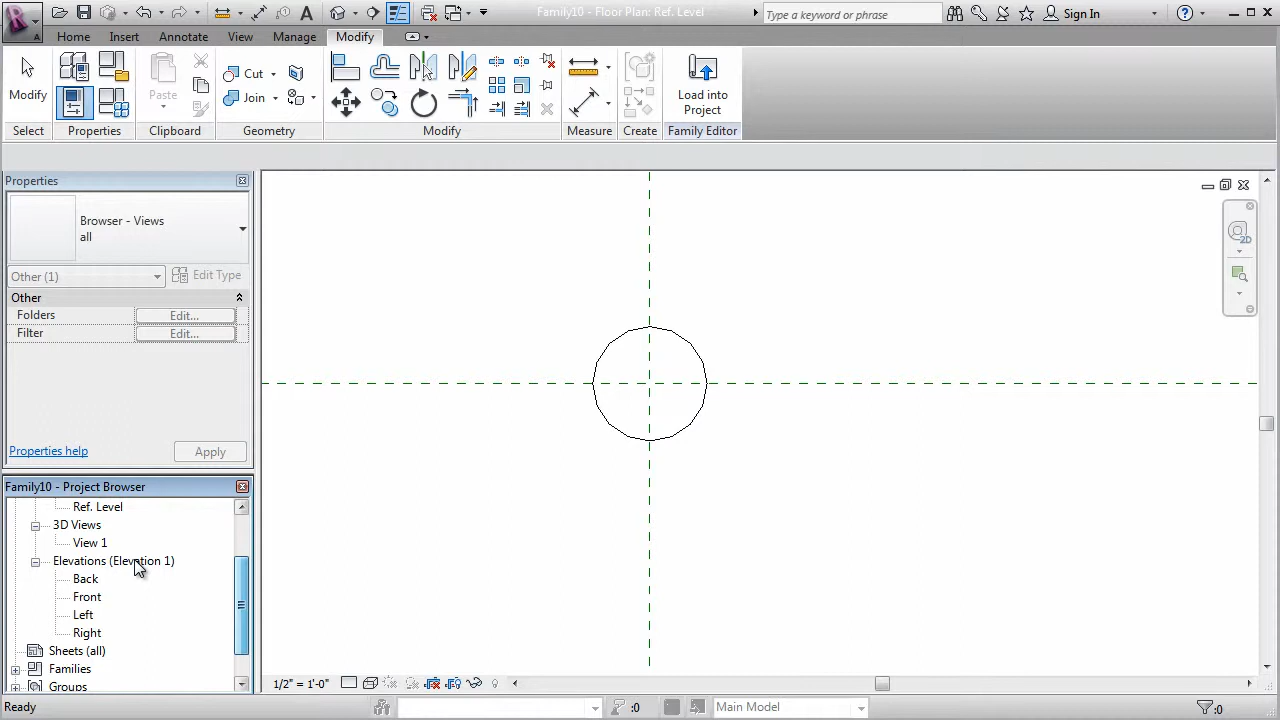 Family10 - Floor Plan: Ref. Level
Type a keyword or phrase
Sign In
Home Insert Annotate View Manage Modify
Modify
Paste
Cut
Join
Load into
Project
Select Properties Clipboard Geometry Modify Measure Create Family Editor
Properties
Browser - Views
all
Other (1)
Edit Type
Other
Folders Edit...
Filter Edit...
Properties help
Apply
Family10 - Project Browser
Ref. Level
3D Views
View 1
Elevations (Elevation 1)
Back
Front
Left
Right
Sheets (all)
Families
Groups
2D
1/2" = 1'-0"
Ready
:0
Main Model
:0